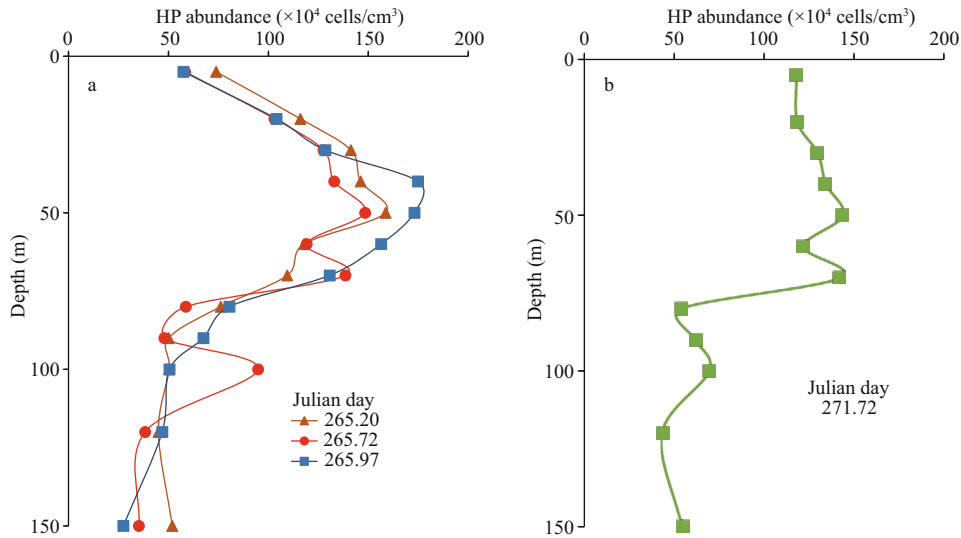 HP abundance (×10⁴ cells/cm³)
0 50 100 150 200
0
50
100
150
Depth (m)
a
Julian day
265.20
265.72
265.97
HP abundance (×10⁴ cells/cm³)
0 50 100 150 200
0
50
100
150
Depth (m)
b
Julian day
271.72